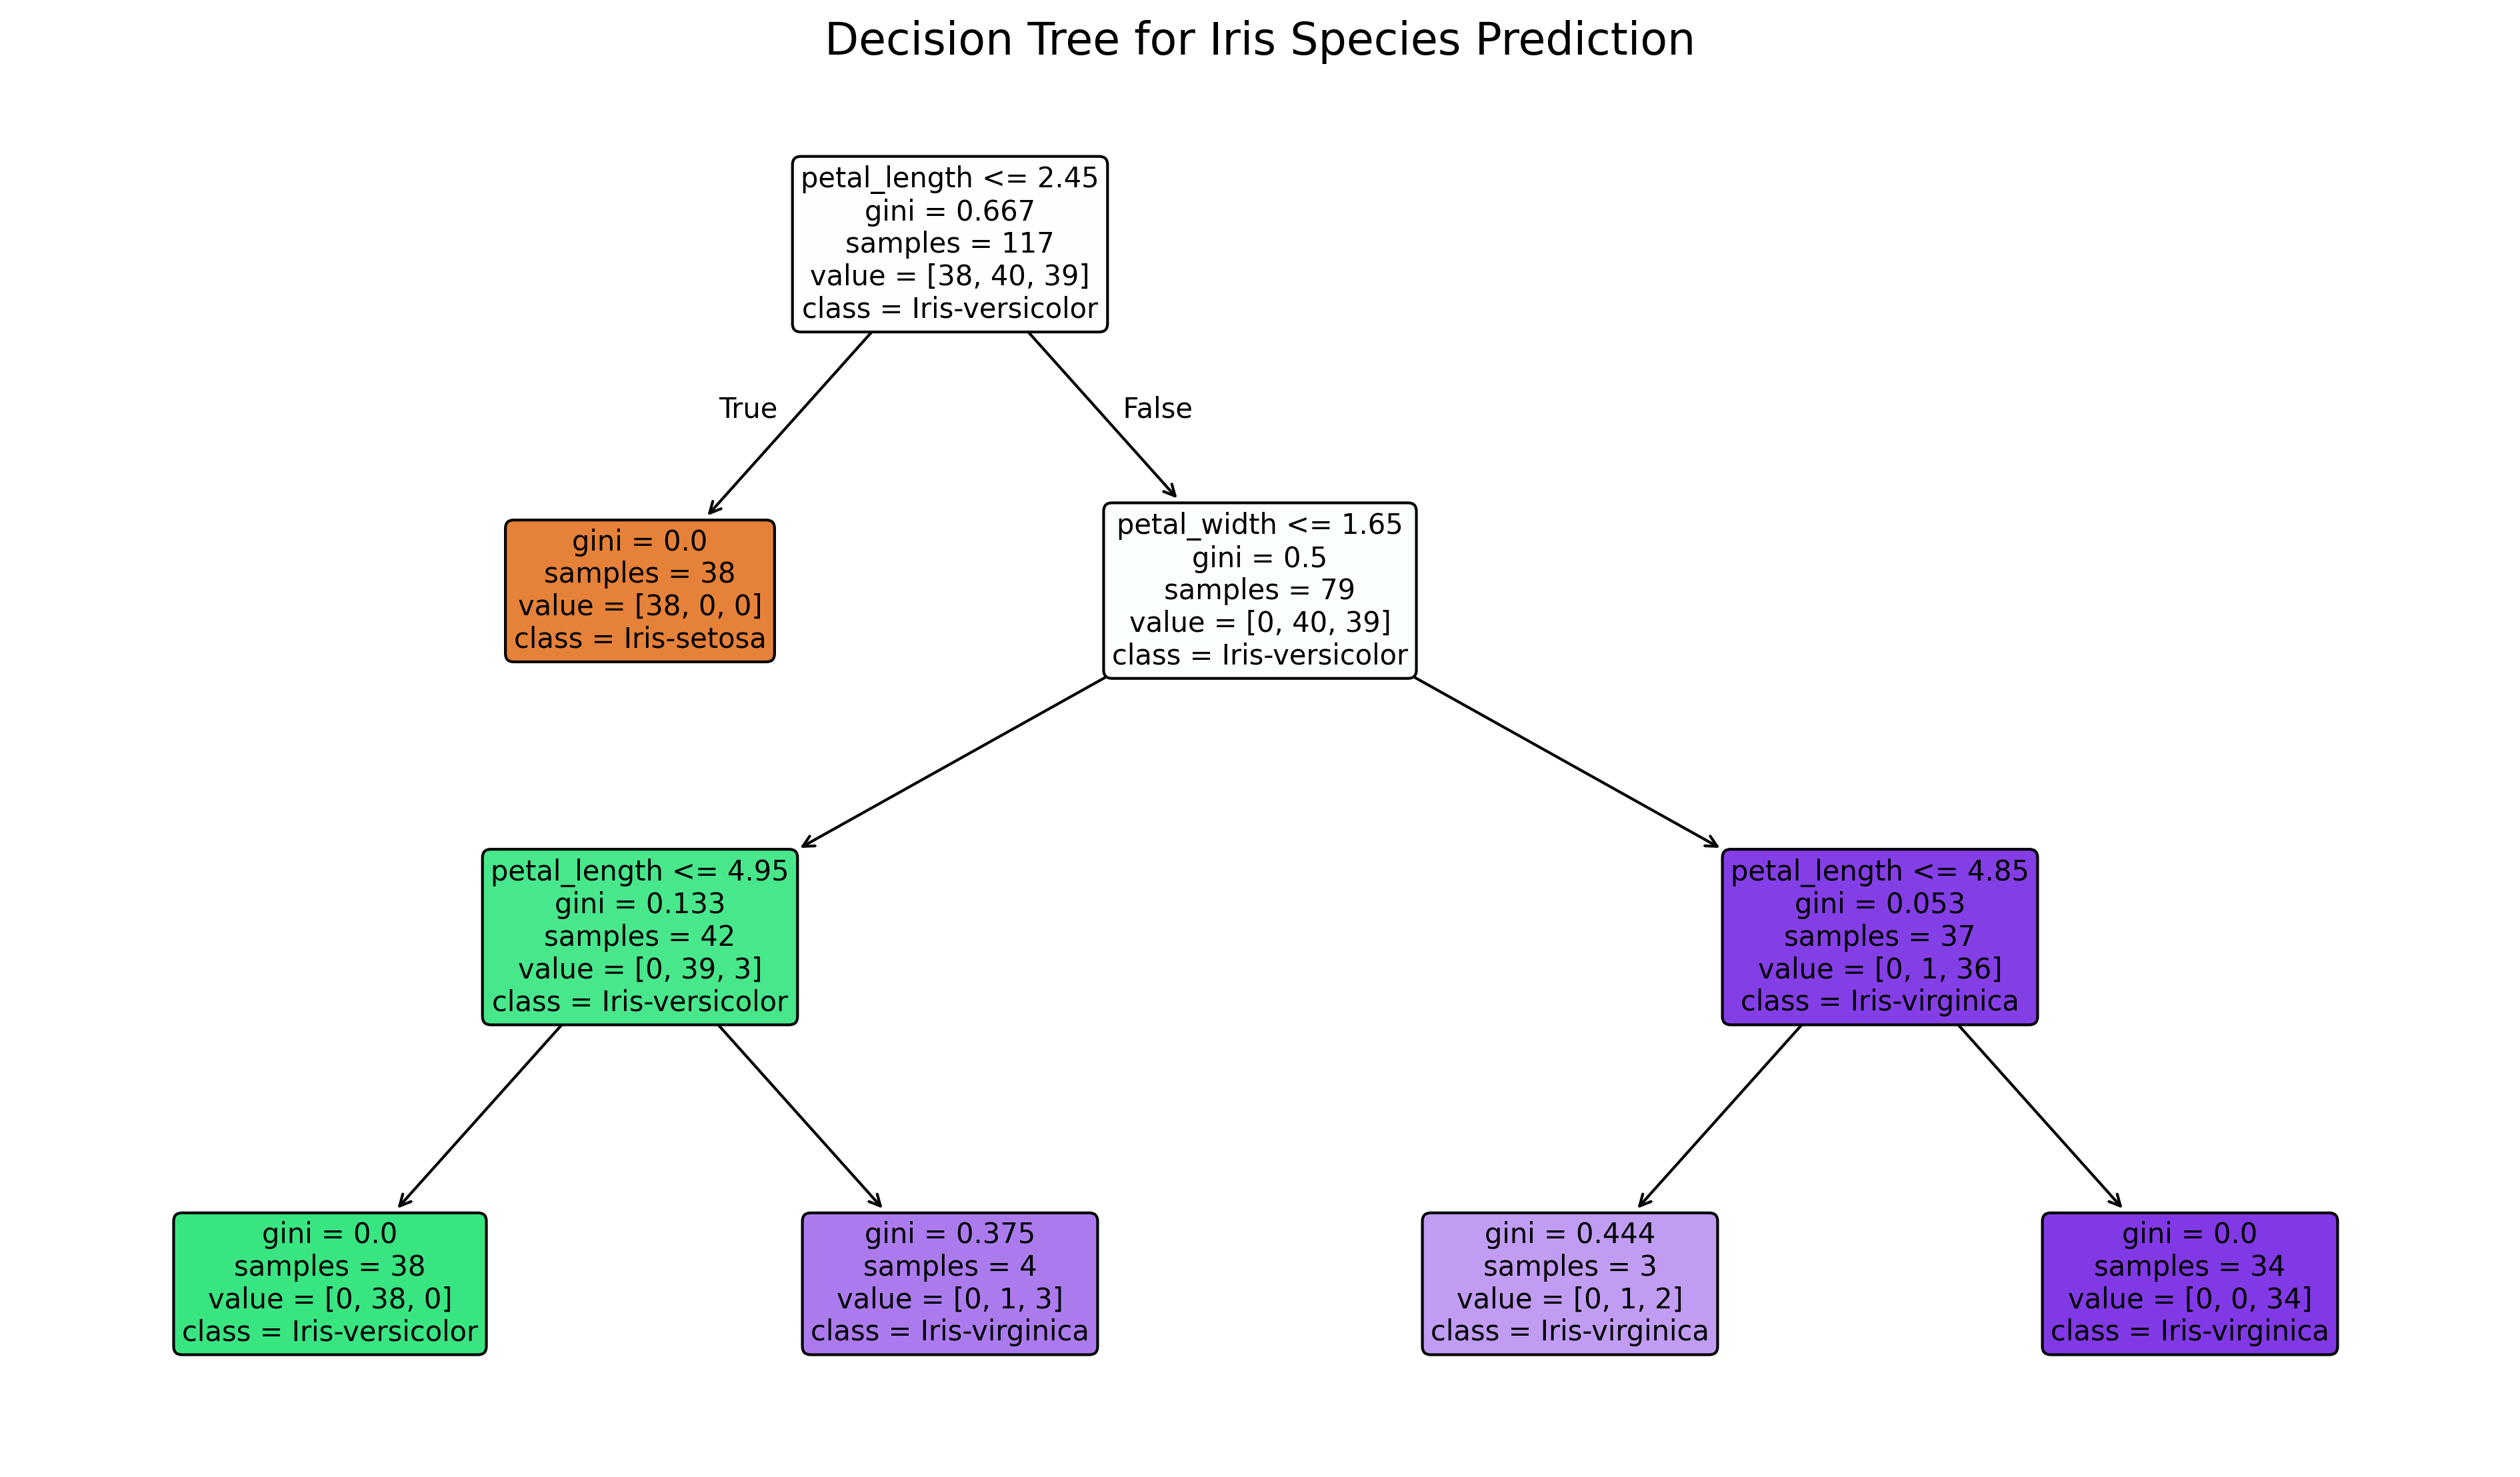 Decision Tree for Iris Species Prediction
petal_length <= 2.45
gini = 0.667
samples = 117
value = [38, 40, 39]
class = Iris-versicolor
True
False
gini = 0.0
samples = 38
value = [38, 0, 0]
class = Iris-setosa
petal_width <= 1.65
gini = 0.5
samples = 79
value = [0, 40, 39]
class = Iris-versicolor
petal_length <= 4.95
gini = 0.133
samples = 42
value = [0, 39, 3]
class = Iris-versicolor
petal_length <= 4.85
gini = 0.053
samples = 37
value = [0, 1, 36]
class = Iris-virginica
gini = 0.0
samples = 38
value = [0, 38, 0]
class = Iris-versicolor
gini = 0.375
samples = 4
value = [0, 1, 3]
class = Iris-virginica
gini = 0.444
samples = 3
value = [0, 1, 2]
class = Iris-virginica
gini = 0.0
samples = 34
value = [0, 0, 34]
class = Iris-virginica